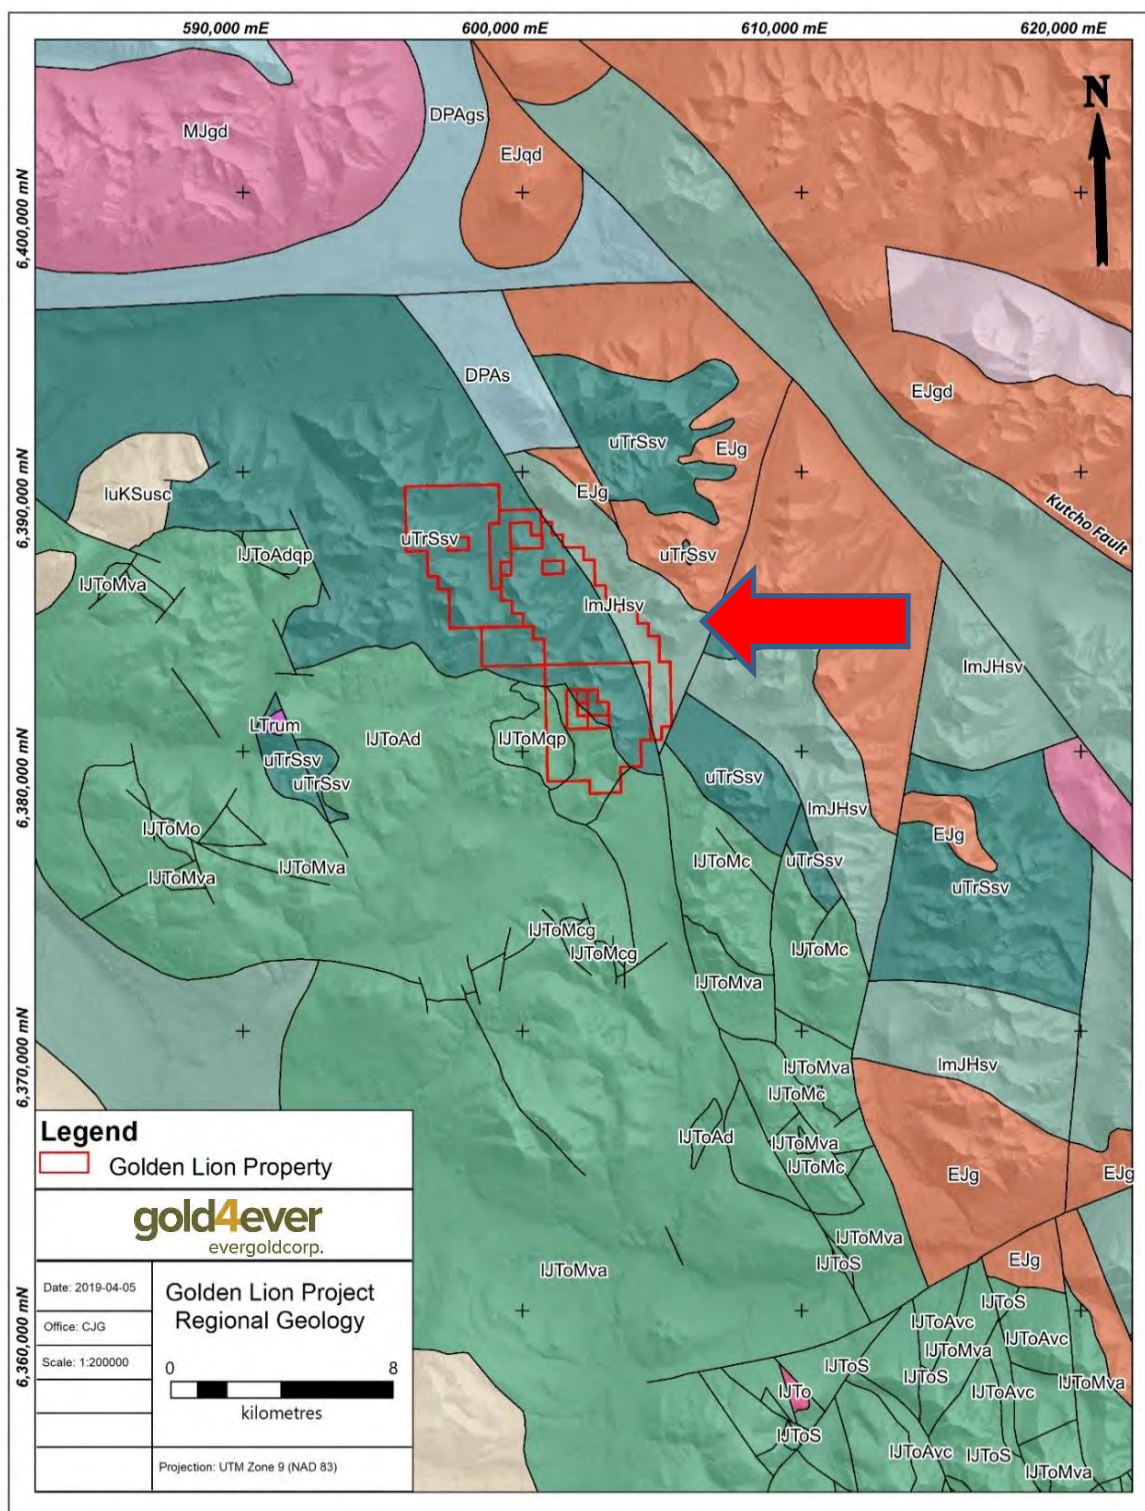 590,000 mE
600,000 mE
610,000 mE
620,000 mE
MJgd
DPAgs
EJqd
N
6,400,000 mN
DPAs
EJgd
uTrSsv
EJg
6,390,000 mN
luKSusc
EJg
Kutcho Fault
uTrSsv
lJToAdqp
uTrSsv
lJToMva
lmJHsv
lmJHsv
LTrum
lJToAd
lJToMqp
uTrSsv
uTrSsv
uTrSsv
6,380,000 mN
lmJHsv
lJToMo
EJg
lJToMva
lJToMc
uTrSsv
lJToMva
uTrSsv
lJToMcg
lJToMcg
lJToMc
lJToMva
6,370,000 mN
lJToMva
lmJHsv
lJToMc
lJToAd
lJToMva
lJToMc
EJg
EJg
lJToMva
lJToS
EJg
lJToMva
lJToS
lJToAvc
lJToAvc
lJToMva
lJToS
lJToS
lJTo
lJToAvc
lJToMva
lJToS
lJToAvc
lJToS
lJToMva
6,360,000 mN
Legend
Golden Lion Property
gold4ever
evergoldcorp.
Date: 2019-04-05
Office: CJG
Scale: 1:200000
Golden Lion Project
Regional Geology
0 8
kilometres
Projection: UTM Zone 9 (NAD 83)